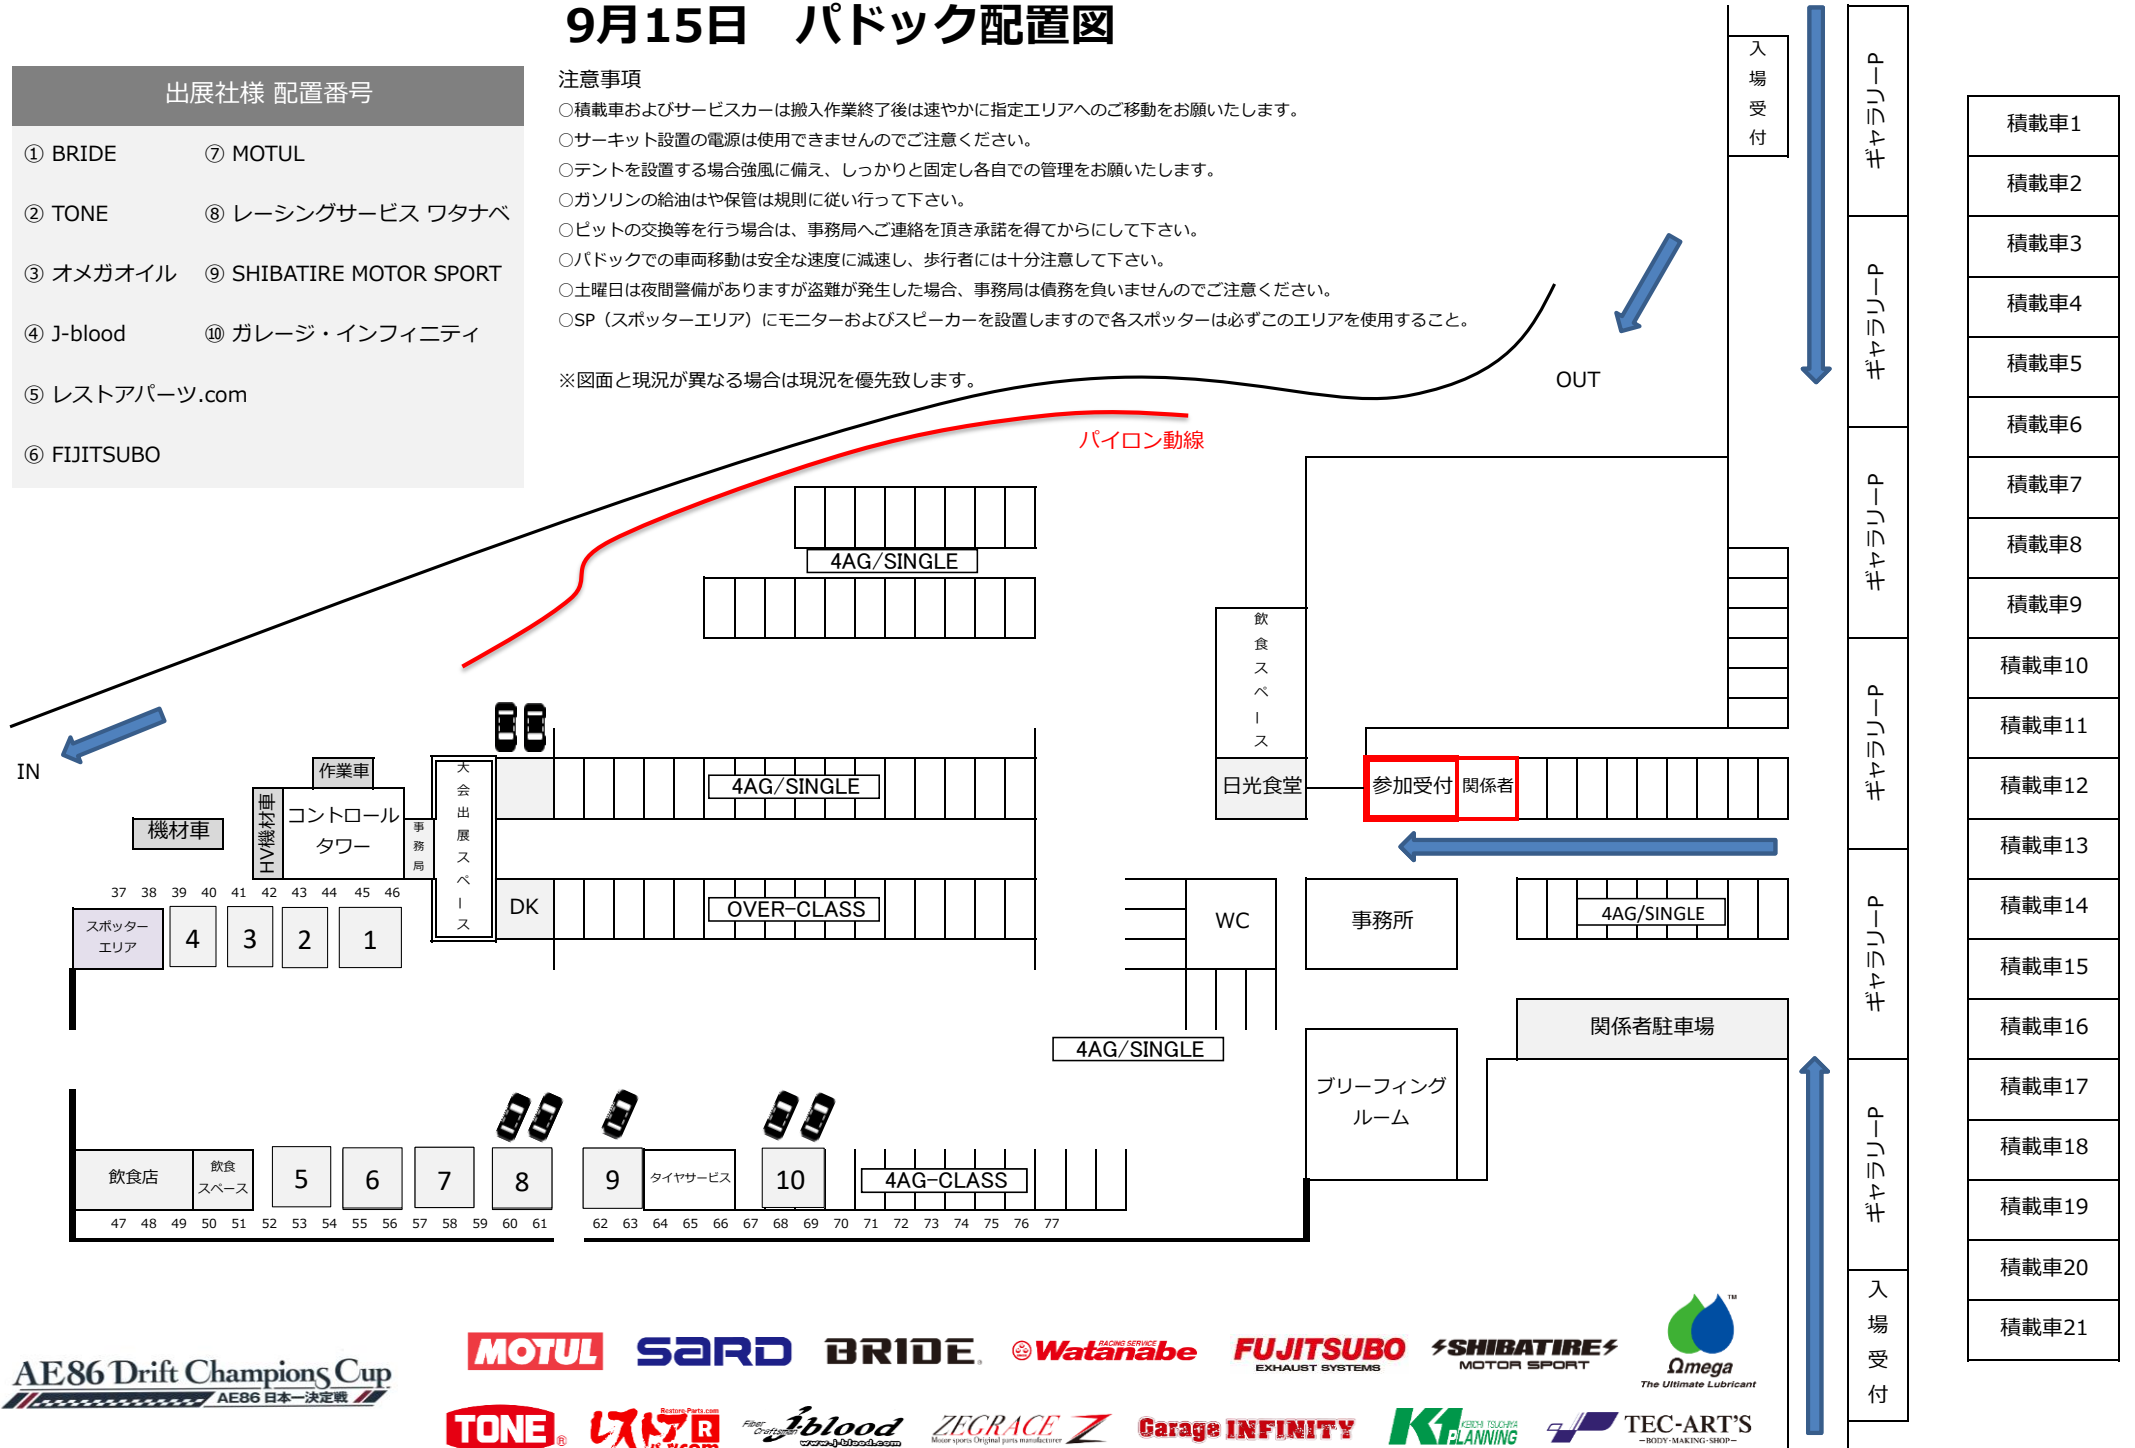 9月15日　パドック配置図
出展社様 配置番号
① BRIDE
⑦ MOTUL
② TONE
⑧ レーシングサービス ワタナベ
③ オメガオイル
⑨ SHIBATIRE MOTOR SPORT
④ J-blood
⑩ ガレージ・インフィニティ
⑤ レストアパーツ.com
⑥ FIJITSUBO
注意事項
○積載車およびサービスカーは搬入作業終了後は速やかに指定エリアへのご移動をお願いたします。
○サーキット設置の電源は使用できませんのでご注意ください。
○テントを設置する場合強風に備え、しっかりと固定し各自での管理をお願いたします。
○ガソリンの給油はや保管は規則に従い行って下さい。
○ピットの交換等を行う場合は、事務局へご連絡を頂き承諾を得てからにして下さい。
○パドックでの車両移動は安全な速度に減速し、歩行者には十分注意して下さい。
○土曜日は夜間警備がありますが盗難が発生した場合、事務局は債務を負いませんのでご注意ください。
○SP（スポッターエリア）にモニターおよびスピーカーを設置しますので各スポッターは必ずこのエリアを使用すること。
※図面と現況が異なる場合は現況を優先致します。
入場受付
OUT
パイロン動線
4AG/SINGLE
飲食スペース
IN
作業車
コントロール
タワー
HV機材車
機材車
事務局
大会出展スペース
4AG/SINGLE
日光食堂
参加受付
関係者
37 38 39 40 41 42 43 44 45 46
スポッター
エリア
4
3
2
1
DK
OVER-CLASS
WC
事務所
4AG/SINGLE
4AG/SINGLE
関係者駐車場
ブリーフィング
ルーム
飲食店
飲食
スペース
5
6
7
8
9
タイヤサービス
10
4AG-CLASS
47 48 49 50 51 52 53 54 55 56 57 58 59 60 61 62 63 64 65 66 67 68 69 70 71 72 73 74 75 76 77
ギャラリーP
ギャラリーP
ギャラリーP
ギャラリーP
ギャラリーP
ギャラリーP
入場受付
積載車1
積載車2
積載車3
積載車4
積載車5
積載車6
積載車7
積載車8
積載車9
積載車10
積載車11
積載車12
積載車13
積載車14
積載車15
積載車16
積載車17
積載車18
積載車19
積載車20
積載車21
AE86 Drift Champions Cup
AE86 日本一決定戦
MOTUL
SARD
BRIDE.
RACING SERVICE
Watanabe
FUJITSUBO
EXHAUST SYSTEMS
SHIBATIRE
MOTOR SPORT
TM
Ωmega
The Ultimate Lubricant
TONE®
Restore-Parts.com
レストアR
パーツ.com
Fiber Craftsman
j-blood
www.j-blood.com
ZEGRACE Z
Motor sports Original parts manufacturer
Garage INFINITY
K1 PLANNING
KEIICHI TSUCHIYA
TEC-ART'S
-BODY-MAKING-SHOP-